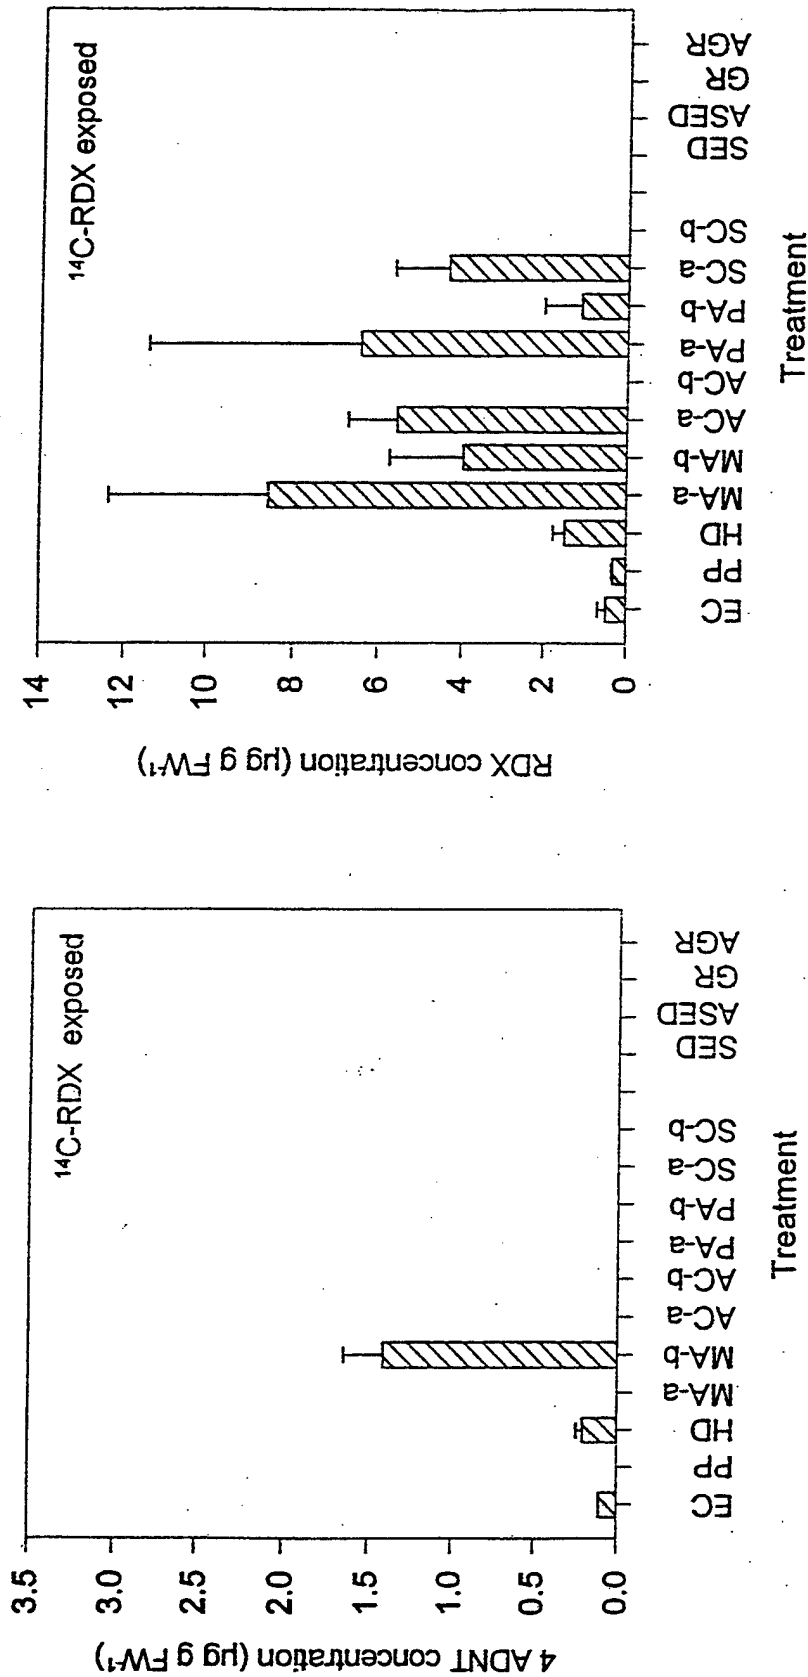 14C-RDX exposed
14
12
10
8
6
4
2
0
RDX concentration (µg g FW-1)
EC
PP
HD
MA-a
MA-b
AC-a
AC-b
PA-a
PA-b
SC-a
SC-b
SED
ASED
GR
AGR
Treatment
14C-RDX exposed
3.5
3.0
2.5
2.0
1.5
1.0
0.5
0.0
4 ADNT concentration (µg g FW-1)
EC
PP
HD
MA-a
MA-b
AC-a
AC-b
PA-a
PA-b
SC-a
SC-b
SED
ASED
GR
AGR
Treatment